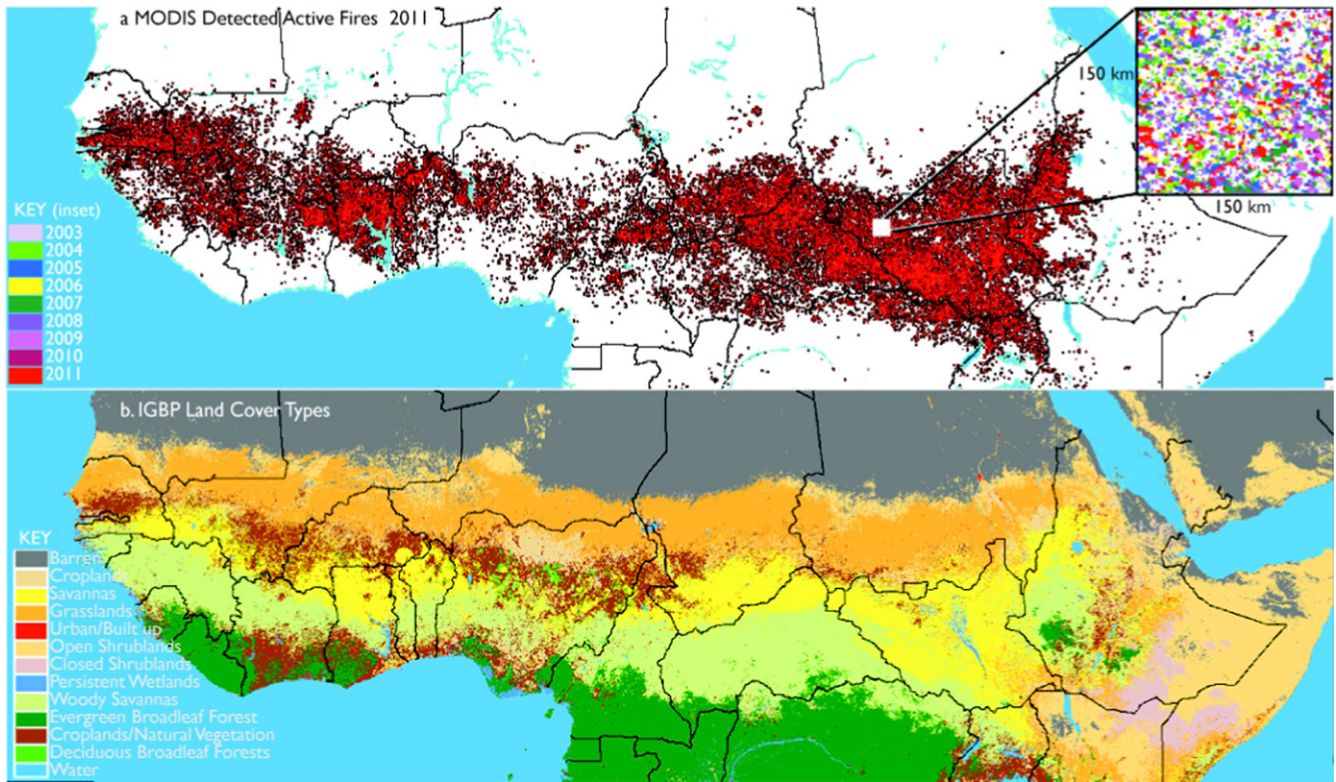 a MODIS Detected Active Fires 2011
150 km
150 km
KEY (inset)
2003
2004
2005
2006
2007
2008
2009
2010
2011
b. IGBP Land Cover Types
KEY
Barren
Croplands
Savannas
Grasslands
Urban/Built up
Open Shrublands
Closed Shrublands
Persistent Wetlands
Woody Savannas
Evergreen Broadleaf Forest
Croplands/Natural Vegetation
Deciduous Broadleaf Forests
Water